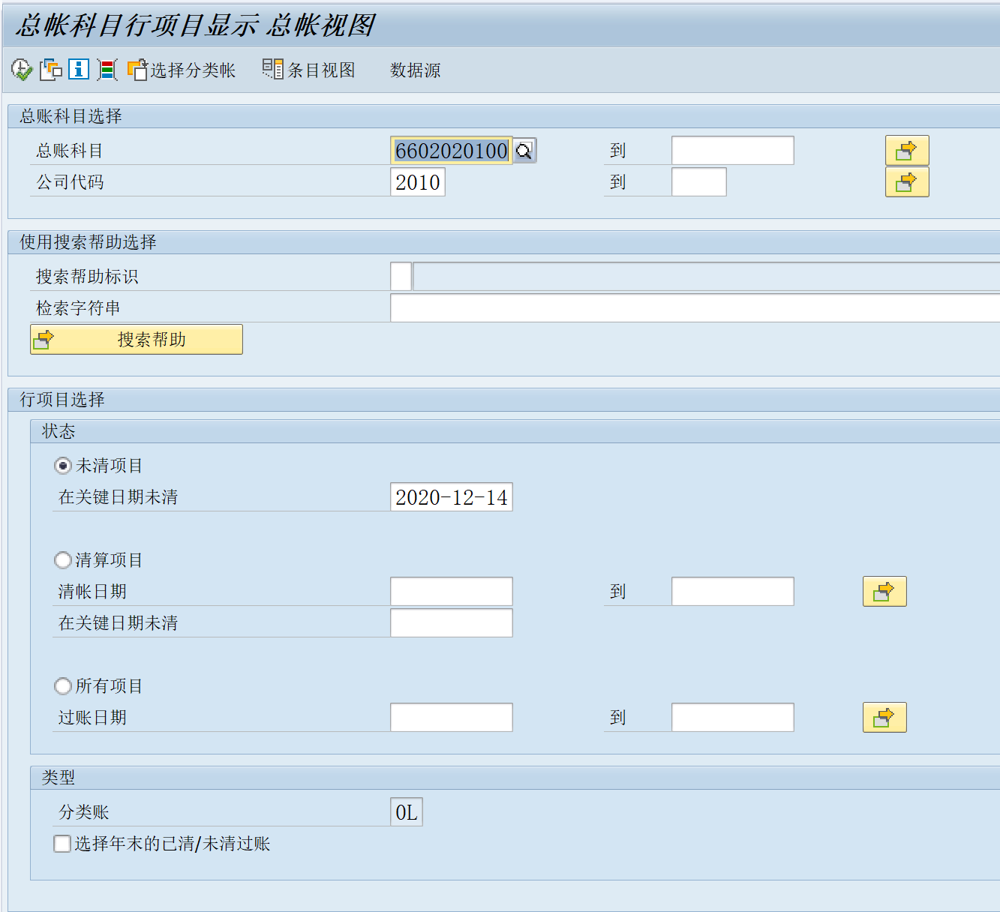 总帐科目行项目显示 总帐视图
选择分类帐 条目视图 数据源
总账科目选择
总账科目 6602020100 到
公司代码 2010 到
使用搜索帮助选择
搜索帮助标识
检索字符串
搜索帮助
行项目选择
状态
未清项目
在关键日期未清 2020-12-14
清算项目
清帐日期 到
在关键日期未清
所有项目
过账日期 到
类型
分类账 0L
选择年末的已清/未清过账